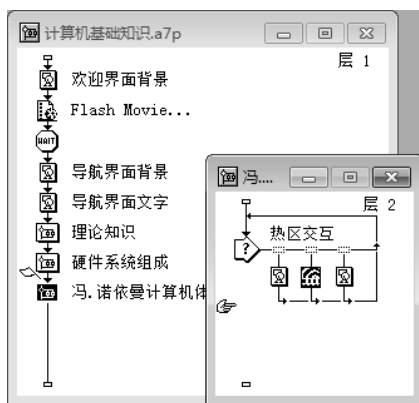 计算机基础知识.a7p
层 1
欢迎界面背景
Flash Movie...
WAIT
导航界面背景
导航界面文字
理论知识
硬件系统组成
冯.诺依曼计算机体
冯....
层 2
热区交互
?